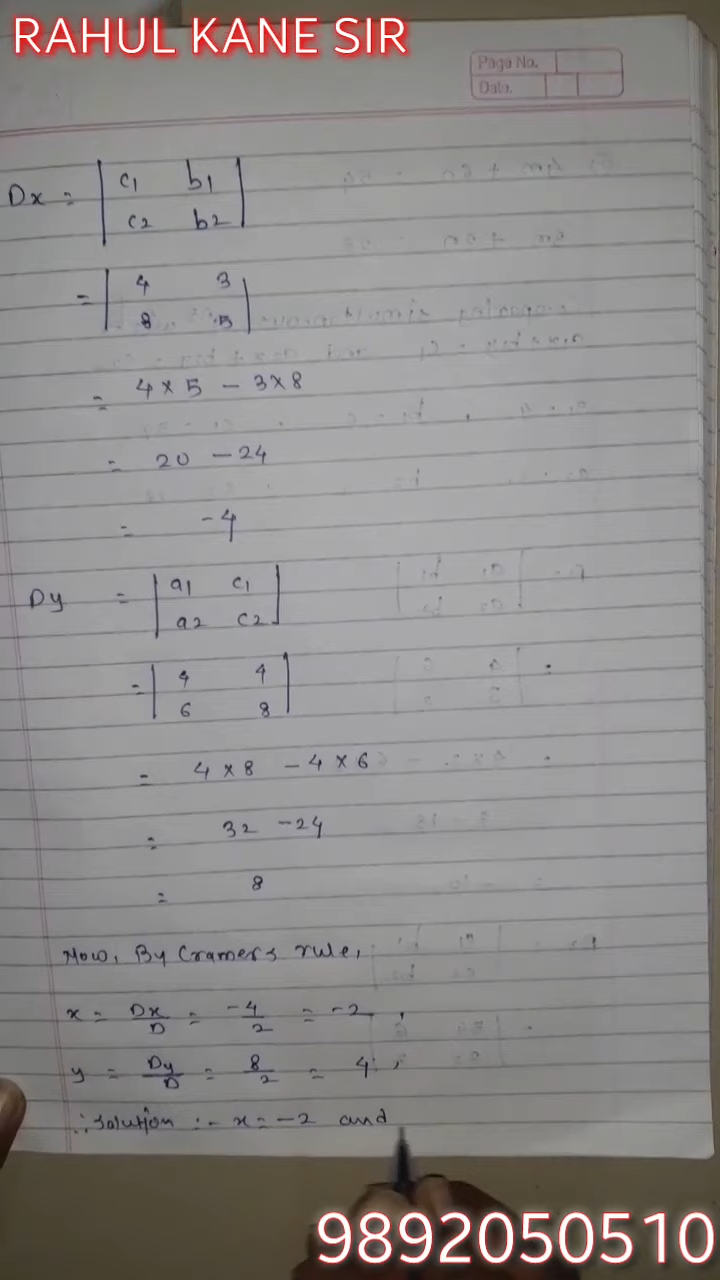 RAHUL KANE SIR
Page No.
Date.
Dx = | c1 b1 |
| c2 b2 |
= | 4 3 |
| 8 5 |
= 4 × 5 - 3 × 8
= 20 - 24
= -4
Dy = | a1 c1 |
| a2 c2 |
= | 4 4 |
| 6 8 |
= 4 × 8 - 4 × 6
= 32 - 24
= 8
Now, By Cramers rule,
x = Dx/D = -4/2 = -2,
y = Dy/D = 8/2 = 4,
∴ Solution :- x = -2 and
9892050510